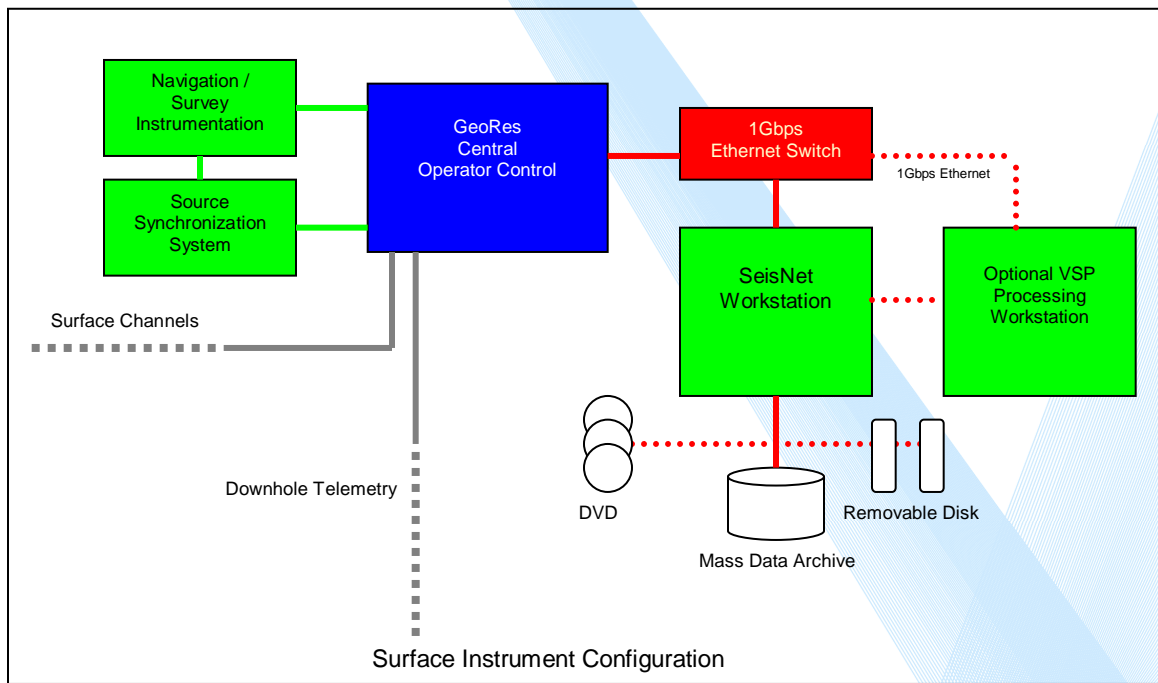 Navigation /
Survey
Instrumentation
Source
Synchronization
System
GeoRes
Central
Operator Control
1Gbps
Ethernet Switch
1Gbps Ethernet
SeisNet
Workstation
Optional VSP
Processing
Workstation
Surface Channels
Downhole Telemetry
DVD
Mass Data Archive
Removable Disk
Surface Instrument Configuration